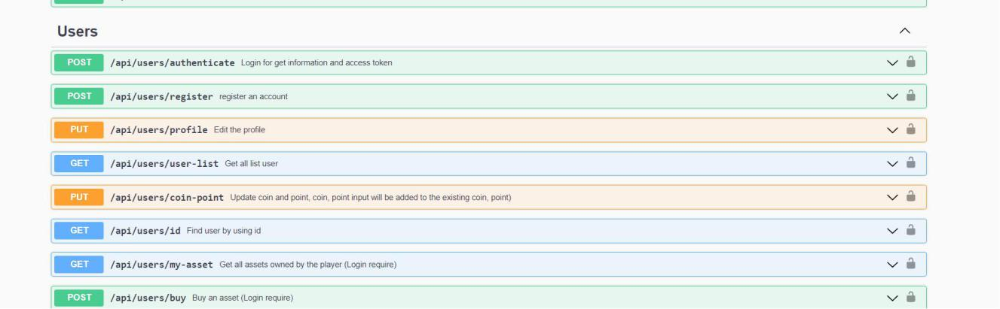 Users
POST /api/users/authenticate Login for get information and access token
POST /api/users/register register an account
PUT /api/users/profile Edit the profile
GET /api/users/user-list Get all list user
PUT /api/users/coin-point Update coin and point, coin, point input will be added to the existing coin, point)
GET /api/users/id Find user by using id
GET /api/users/my-asset Get all assets owned by the player (Login require)
POST /api/users/buy Buy an asset (Login require)